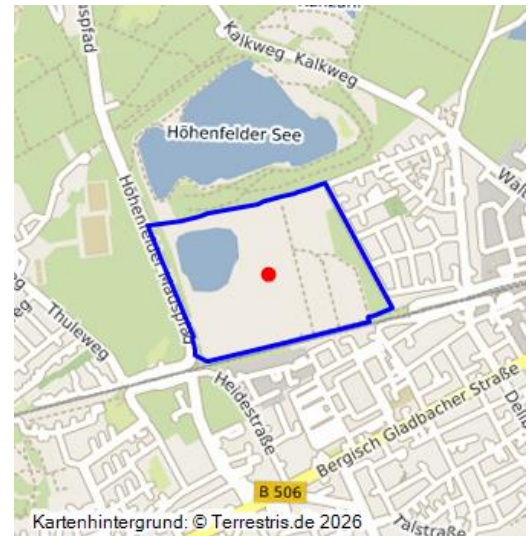 Kalkweg Kalkweg
Höhenfelder See
Höhenfelder Mauspfad
Thuleweg
Heidestraße
Bergisch Gladbacher Straße
B 506
Talstraße
Kartenhintergrund: © Terrestris.de 2026